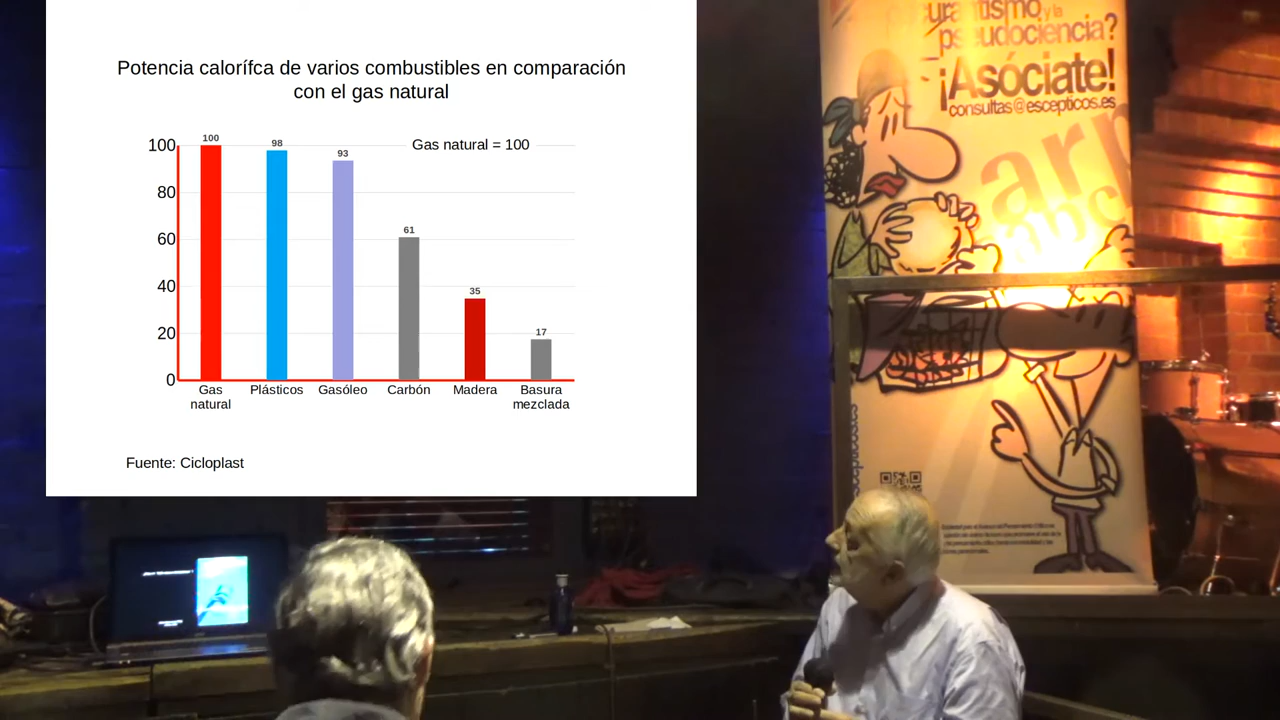 Potencia calorífca de varios combustibles en comparación
con el gas natural
Gas natural = 100
100
80
60
40
20
0
100
98
93
61
35
17
Gas
natural
Plásticos
Gasóleo
Carbón
Madera
Basura
mezclada
Fuente: Cicloplast
y la
pseudociencia?
¡Asóciate!
consultas@escepticos.es